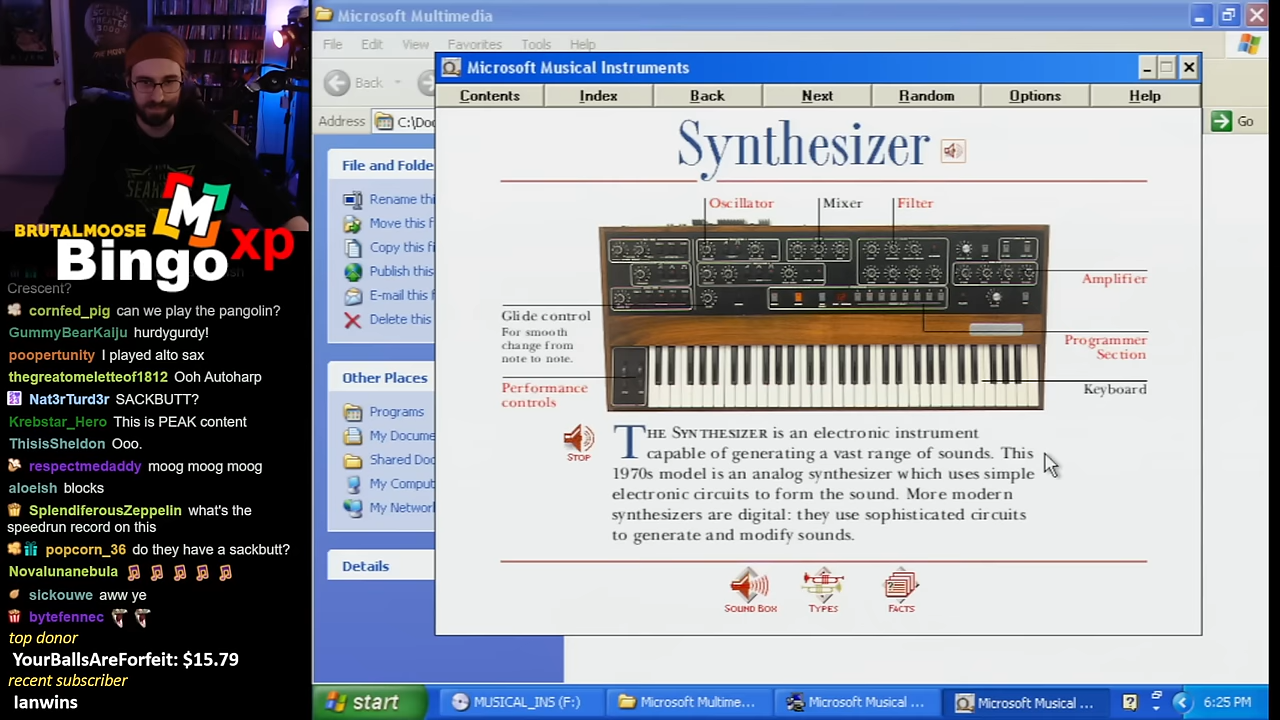 BRUTALMOOSE
M
Bingo xp
Crescent?
cornfed_pig can we play the pangolin?
GummyBearKaiju hurdygurdy!
poopertunity I played alto sax
thegreatomeletteof1812 Ooh Autoharp
Nat3rTurd3r SACKBUTT?
Krebstar_Hero This is PEAK content
ThisisSheldon Ooo.
respectmedaddy moog moog moog
aloeish blocks
SplendiferousZeppelin what's the
speedrun record on this
popcorn_36 do they have a sackbutt?
Novalunanebula
sickouwe aww ye
bytefennec
top donor
YourBallsAreForfeit: $15.79
recent subscriber
lanwins
Microsoft Multimedia
File Edit View Favorites Tools Help
Back
Address C:\Doc
Go
File and Folde
Rename thi
Move this f
Copy this fi
Publish this
E-mail this f
Delete this
Other Places
Programs
My Docume
Shared Doc
My Comput
My Networ
Details
Microsoft Musical Instruments
Contents Index Back Next Random Options Help
Synthesizer
Oscillator Mixer Filter
Amplifier
Glide control
For smooth
change from
note to note.
Programmer
Section
Performance
controls
Keyboard
STOP
THE SYNTHESIZER is an electronic instrument
capable of generating a vast range of sounds. This
1970s model is an analog synthesizer which uses simple
electronic circuits to form the sound. More modern
synthesizers are digital: they use sophisticated circuits
to generate and modify sounds.
SOUND BOX TYPES FACTS
start MUSICAL_INS (F:) Microsoft Multime... Microsoft Musical ... Microsoft Musical ... 6:25 PM